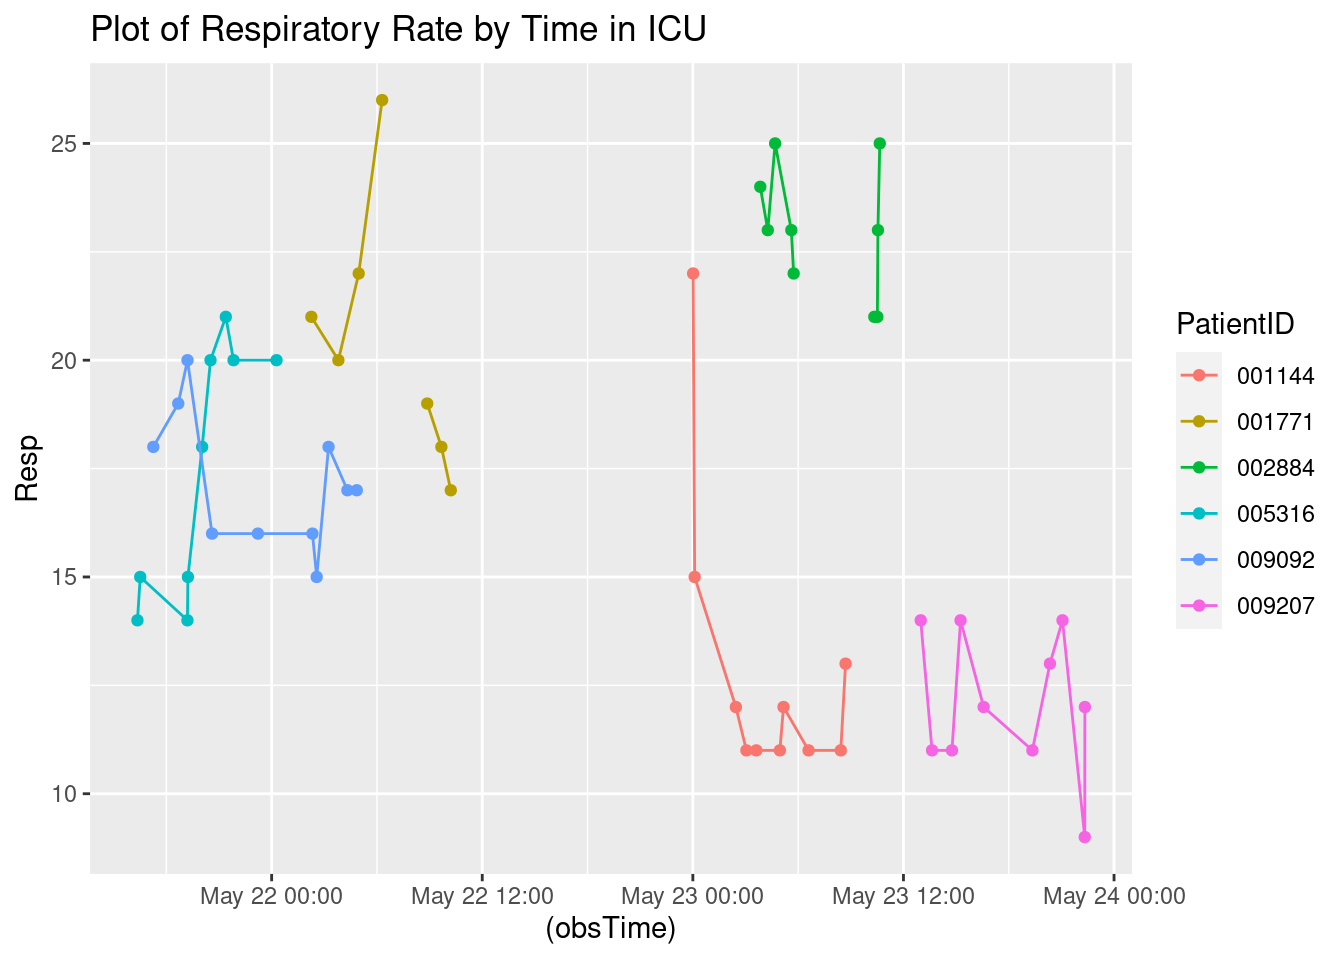 Plot of Respiratory Rate by Time in ICU
25
20
15
10
Resp
May 22 00:00
May 22 12:00
May 23 00:00
May 23 12:00
May 24 00:00
(obsTime)
PatientID
001144
001771
002884
005316
009092
009207